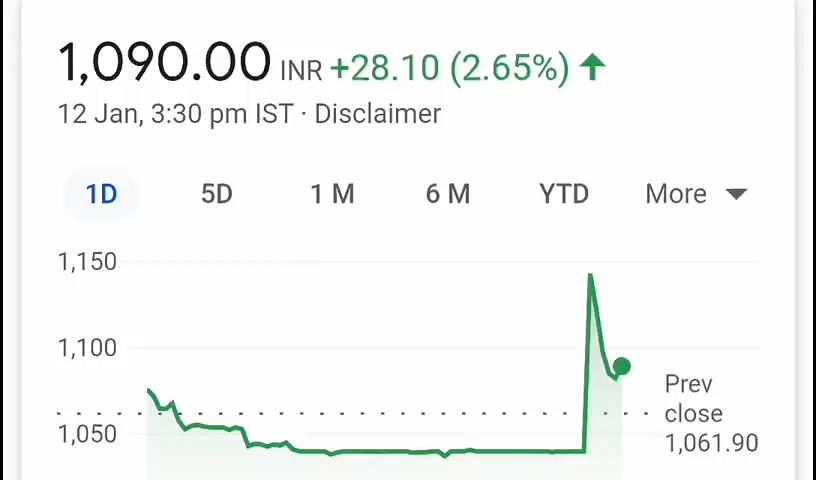 1,090.00 INR +28.10 (2.65%) ↑
12 Jan, 3:30 pm IST · Disclaimer
1D 5D 1 M 6 M YTD More
1,150
1,100
1,050
Prev
close
1,061.90